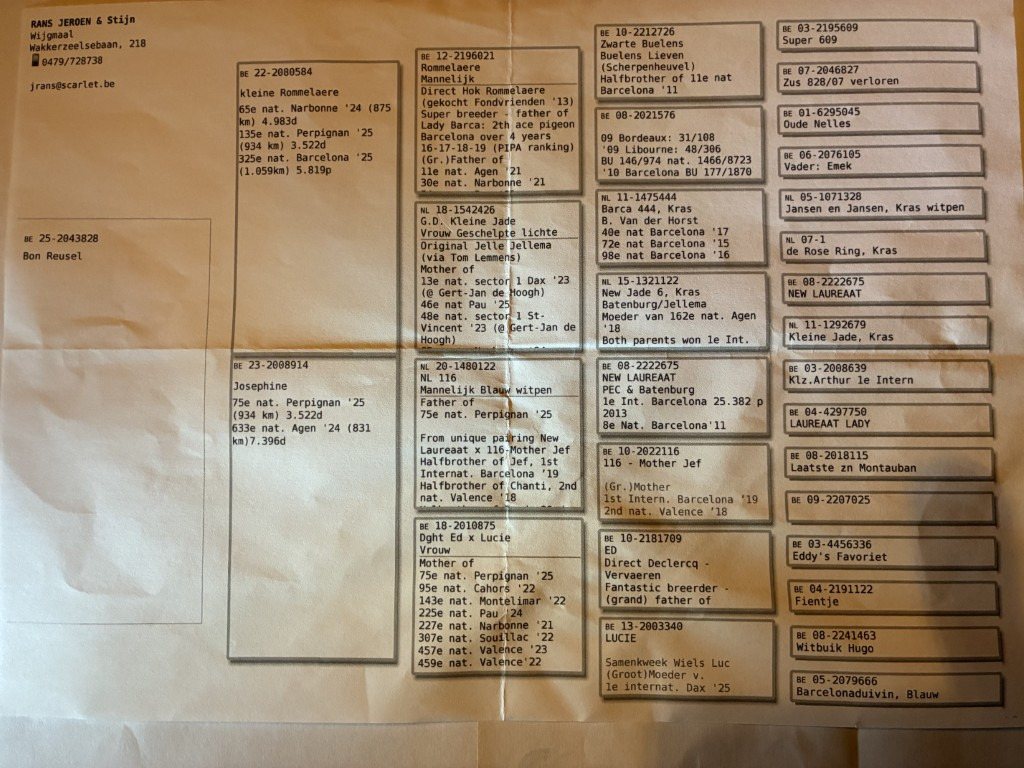 RANS JEROEN & Stijn
Wijgmaal
Wakkerzeelsebaan, 218
0479/728738
jrans@scarlet.be
BE 25-2043828
Bon Reusel
BE 22-2080584
kleine Rommelaere
65e nat. Narbonne '24 (875
km) 4.983d
135e nat. Perpignan '25
(934 km) 3.522d
325e nat. Barcelona '25
(1.059km) 5.819p
BE 23-2008914
Josephine
75e nat. Perpignan '25
(934 km) 3.522d
633e nat. Agen '24 (831
km)7.396d
BE 12-2196021
Rommelaere
Mannelijk
Direct Hok Rommelaere
(gekocht Fondvrienden '13)
Super breeder - father of
Lady Barca: 2th ace pigeon
Barcelona over 4 years
16-17-18-19 (PIPA ranking)
(Gr.)Father of
11e nat. Agen '21
30e nat. Narbonne '21
NL 18-1542426
G.D. Kleine Jade
Vrouw Geschelpte lichte
Original Jelle Jellema
(via Tom Lemmens)
Mother of
13e nat. sector 1 Dax '23
(@ Gert-Jan de Hoogh)
46e nat Pau '25
48e nat. sector 1 St-
Vincent '23 (@ Gert-Jan de
Hoogh)
NL 20-1480122
NL 116
Mannelijk Blauw witpen
Father of
75e nat. Perpignan '25
From unique pairing New
Laureaat x 116-Mother Jef
Halfbrother of Jef, 1st
Internat. Barcelona '19
Halfbrother of Chanti, 2nd
nat. Valence '18
BE 18-2010875
Dght Ed x Lucie
Vrouw
Mother of
75e nat. Perpignan '25
95e nat. Cahors '22
143e nat. Montelimar '22
225e nat. Pau '24
227e nat. Narbonne '21
307e nat. Souillac '22
457e nat. Valence '23
459e nat. Valence'22
BE 10-2212726
Zwarte Buelens
Buelens Lieven
(Scherpenheuvel)
Halfbrother of 11e nat
Barcelona '11
BE 08-2021576
09 Bordeaux: 31/108
'09 Libourne: 48/306
BU 146/974 nat. 1466/8723
'10 Barcelona BU 177/1870
NL 11-1475444
Barca 444, Kras
B. Van der Horst
40e nat Barcelona '17
72e nat Barcelona '15
98e nat Barcelona '16
NL 15-1321122
New Jade 6, Kras
Batenburg/Jellema
Moeder van 162e nat. Agen
'18
Both parents won 1e Int.
BE 08-2222675
NEW LAUREAAT
PEC & Batenburg
1e Int. Barcelona 25.382 p
2013
8e Nat. Barcelona'11
BE 10-2022116
116 - Mother Jef
(Gr.)Mother
1st Intern. Barcelona '19
2nd nat. Valence '18
BE 10-2181709
ED
Direct Declercq -
Vervaeren
Fantastic breerder -
(grand) father of
BE 13-2003340
LUCIE
Samenkweek Wiels Luc
(Groot)Moeder v.
1e internat. Dax '25
BE 03-2195609
Super 609
BE 07-2046827
Zus 828/07 verloren
BE 01-6295045
Oude Nelles
BE 06-2076105
Vader: Emek
NL 05-1071328
Jansen en Jansen, Kras witpen
NL 07-1
de Rose Ring, Kras
BE 08-2222675
NEW LAUREAAT
NL 11-1292679
Kleine Jade, Kras
BE 03-2008639
Klz.Arthur 1e Intern
BE 04-4297750
LAUREAAT LADY
BE 08-2018115
Laatste zn Montauban
BE 09-2207025
BE 03-4456336
Eddy's Favoriet
BE 04-2191122
Fientje
BE 08-2241463
Witbuik Hugo
BE 05-2079666
Barcelonaduivin, Blauw